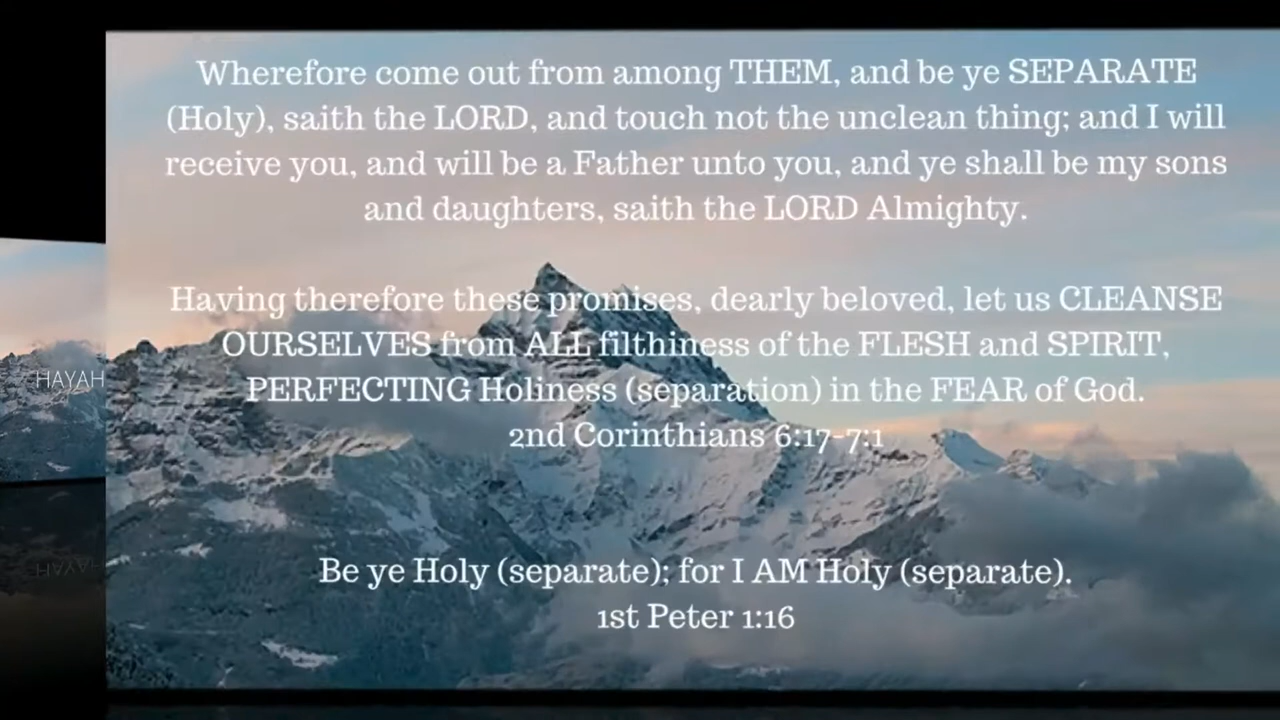 Wherefore come out from among THEM, and be ye SEPARATE
(Holy), saith the LORD, and touch not the unclean thing; and I will
receive you, and will be a Father unto you, and ye shall be my sons
and daughters, saith the LORD Almighty.
Having therefore these promises, dearly beloved, let us CLEANSE
OURSELVES from ALL filthiness of the FLESH and SPIRIT,
PERFECTING Holiness (separation) in the FEAR of God.
2nd Corinthians 6:17-7:1
Be ye Holy (separate); for I AM Holy (separate).
1st Peter 1:16
HAYAH